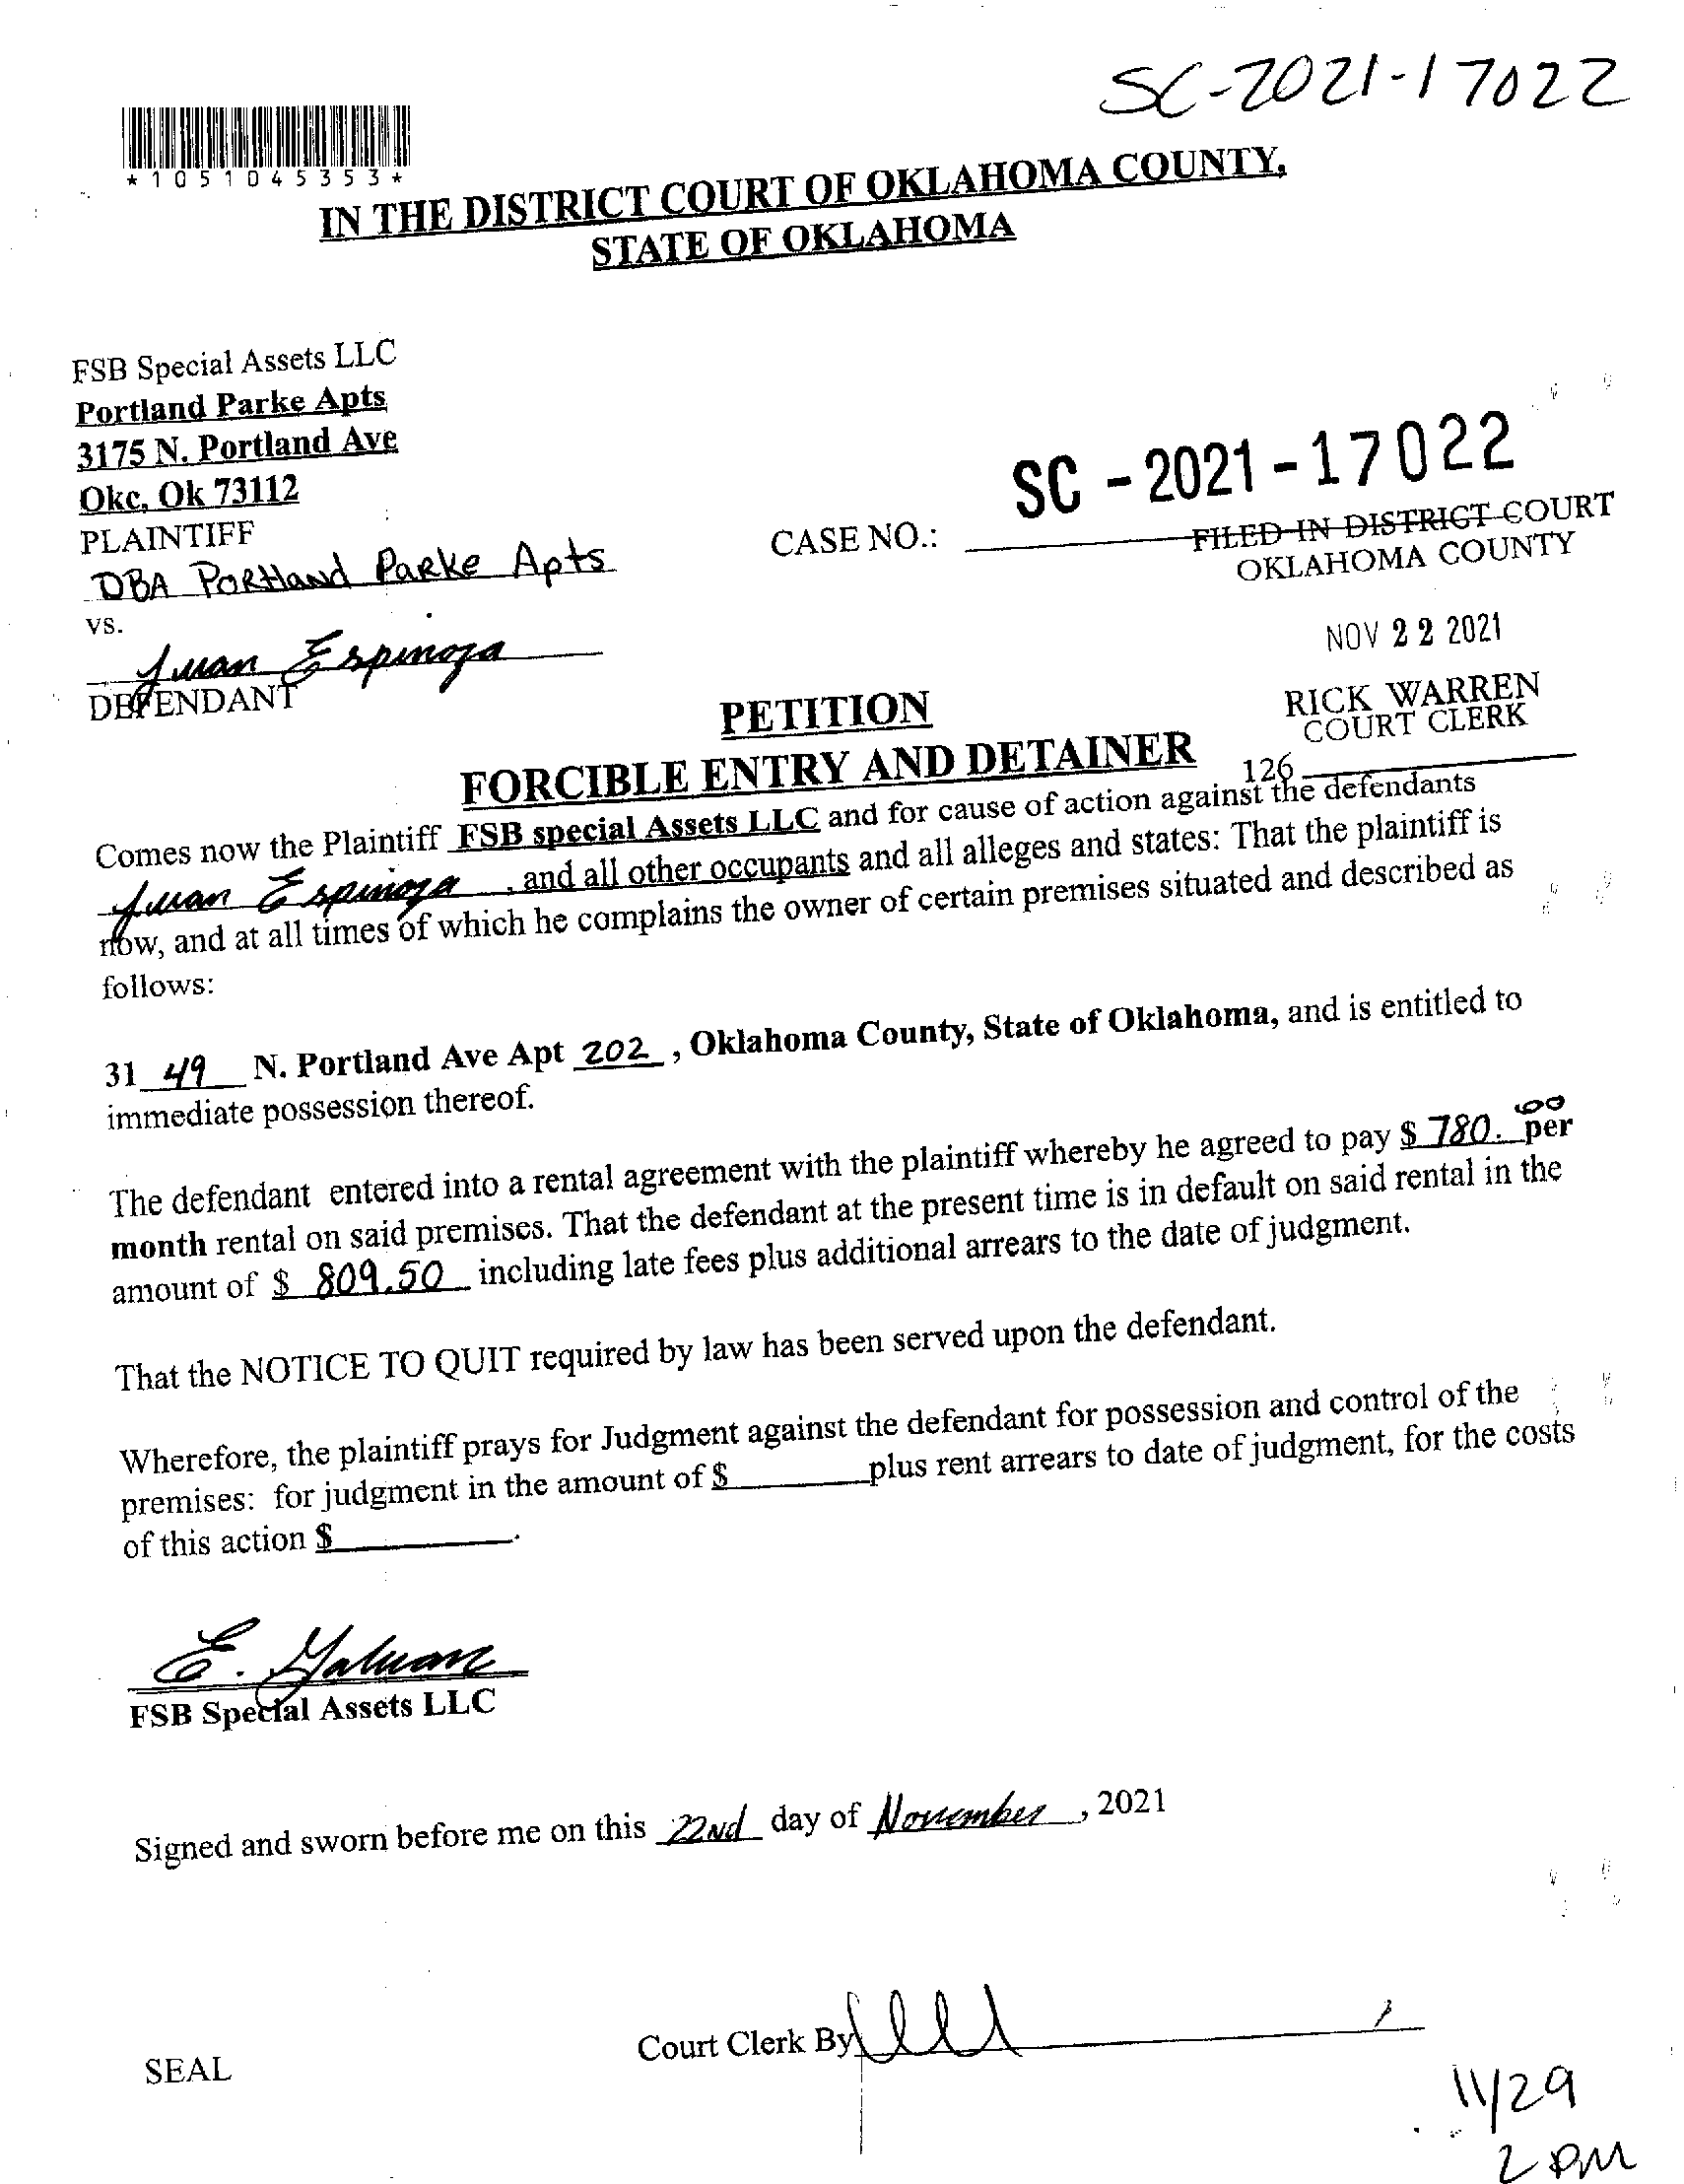 SC-2021-17022
*1051045353*
IN THE DISTRICT COURT OF OKLAHOMA COUNTY,
STATE OF OKLAHOMA
FSB Special Assets LLC
Portland Parke Apts
3175 N. Portland Ave
Okc, Ok 73112
PLAINTIFF
DBA Portland Parke Apts
vs.
Juan Espinoza
DEFENDANT
CASE NO.:
SC - 2021 - 17022
FILED IN DISTRICT COURT
OKLAHOMA COUNTY
NOV 22 2021
RICK WARREN
COURT CLERK
126
PETITION
FORCIBLE ENTRY AND DETAINER
Comes now the Plaintiff FSB special Assets LLC and for cause of action against the defendants
Juan Espinoza , and all other occupants and all alleges and states: That the plaintiff is
now, and at all times of which he complains the owner of certain premises situated and described as
follows:
31 49 N. Portland Ave Apt 202 , Oklahoma County, State of Oklahoma, and is entitled to
immediate possession thereof.
The defendant entered into a rental agreement with the plaintiff whereby he agreed to pay $ 780.00 per
month rental on said premises. That the defendant at the present time is in default on said rental in the
amount of $ 809.50 including late fees plus additional arrears to the date of judgment.
That the NOTICE TO QUIT required by law has been served upon the defendant.
Wherefore, the plaintiff prays for Judgment against the defendant for possession and control of the
premises: for judgment in the amount of $ plus rent arrears to date of judgment, for the costs
of this action $ .
E. Galvan
FSB Special Assets LLC
Signed and sworn before me on this 22nd day of November , 2021
Court Clerk By
SEAL
11/29
2 PM